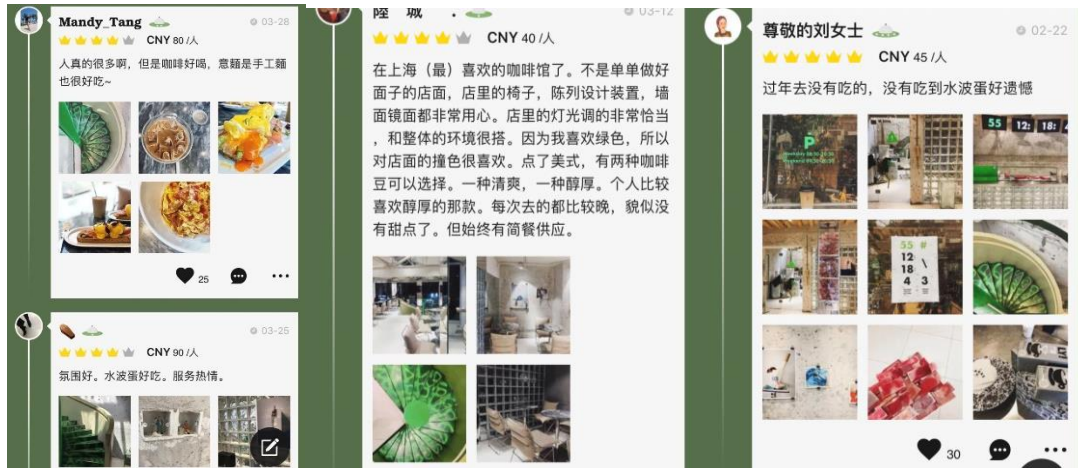 Mandy_Tang
03-28
CNY 80 /人
人真的很多啊，但是咖啡好喝，意麵是手工麵
也很好吃~
25
03-25
CNY 90 /人
氛围好。水波蛋好吃。服务热情。
陸 城 .
03-12
CNY 40 /人
在上海（最）喜欢的咖啡馆了。不是单单做好
面子的店面，店里的椅子，陈列设计装置，墙
面镜面都非常用心。店里的灯光调的非常恰当
，和整体的环境很搭。因为我喜欢绿色，所以
对店面的撞色很喜欢。点了美式，有两种咖啡
豆可以选择。一种清爽，一种醇厚。个人比较
喜欢醇厚的那款。每次去的都比较晚，貌似没
有甜点了。但始终有简餐供应。
尊敬的刘女士
02-22
CNY 45 /人
过年去没有吃的，没有吃到水波蛋好遗憾
P
55 12: 18:
55 #
12
18
4 3
30